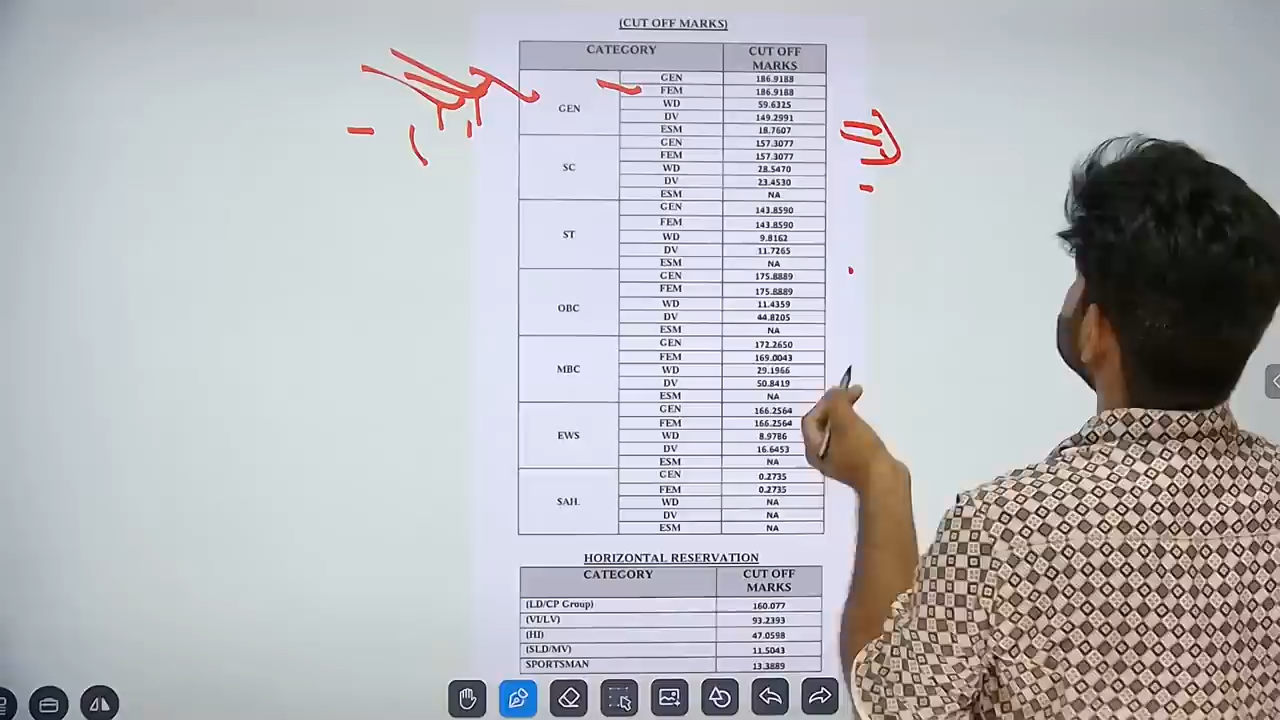 (CUT OFF MARKS)
CATEGORY CUT OFF MARKS
GEN GEN 186.9188
FEM 186.9188
WD 59.6325
DV 149.2991
ESM 18.7607
SC GEN 157.3077
FEM 157.3077
WD 28.5470
DV 23.4530
ESM NA
ST GEN 143.8590
FEM 143.8590
WD 9.8162
DV 11.7265
ESM NA
OBC GEN 175.8889
FEM 175.8889
WD 11.4359
DV 44.8205
ESM NA
MBC GEN 172.2650
FEM 169.0043
WD 29.1966
DV 50.8419
ESM NA
EWS GEN 166.2564
FEM 166.2564
WD 8.9786
DV 16.6453
ESM NA
SAH. GEN 0.2735
FEM 0.2735
WD NA
DV NA
ESM NA
HORIZONTAL RESERVATION
CATEGORY CUT OFF MARKS
(LD/CP Group) 160.077
(VI/LV) 93.2393
(HI) 47.0598
(SLD/MV) 11.5043
SPORTSMAN 13.3889